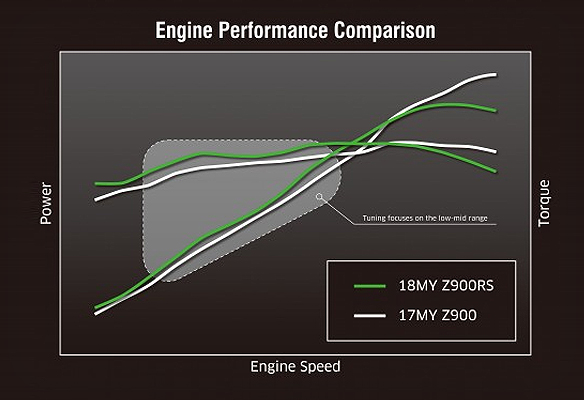 Engine Performance Comparison
Power
Torque
Tuning focuses on the low-mid range
18MY Z900RS
17MY Z900
Engine Speed